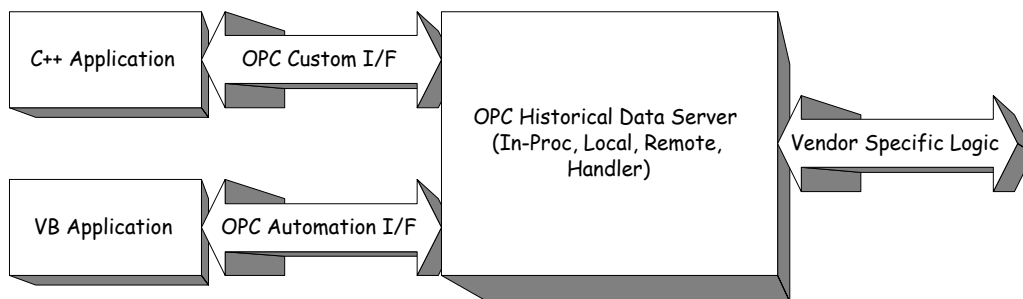 C++ Application
OPC Custom I/F
OPC Historical Data Server
(In-Proc, Local, Remote,
Handler)
Vendor Specific Logic
VB Application
OPC Automation I/F